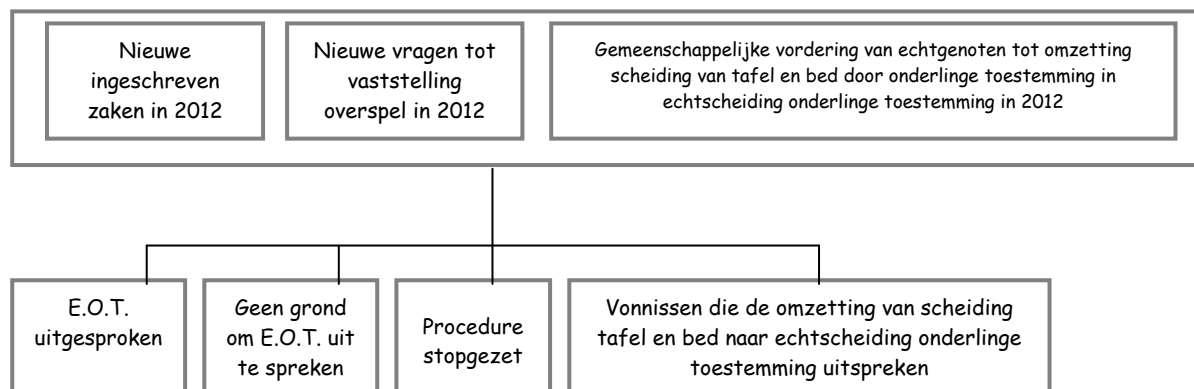 Nieuwe
ingeschreven
zaken in 2012
Nieuwe vragen tot
vaststelling
overspel in 2012
Gemeenschappelijke vordering van echtgenoten tot omzetting
scheiding van tafel en bed door onderlinge toestemming in
echtscheiding onderlinge toestemming in 2012
E.O.T.
uitgesproken
Geen grond
om E.O.T. uit
te spreken
Procedure
stopgezet
Vonnissen die de omzetting van scheiding
tafel en bed naar echtscheiding onderlinge
toestemming uitspreken